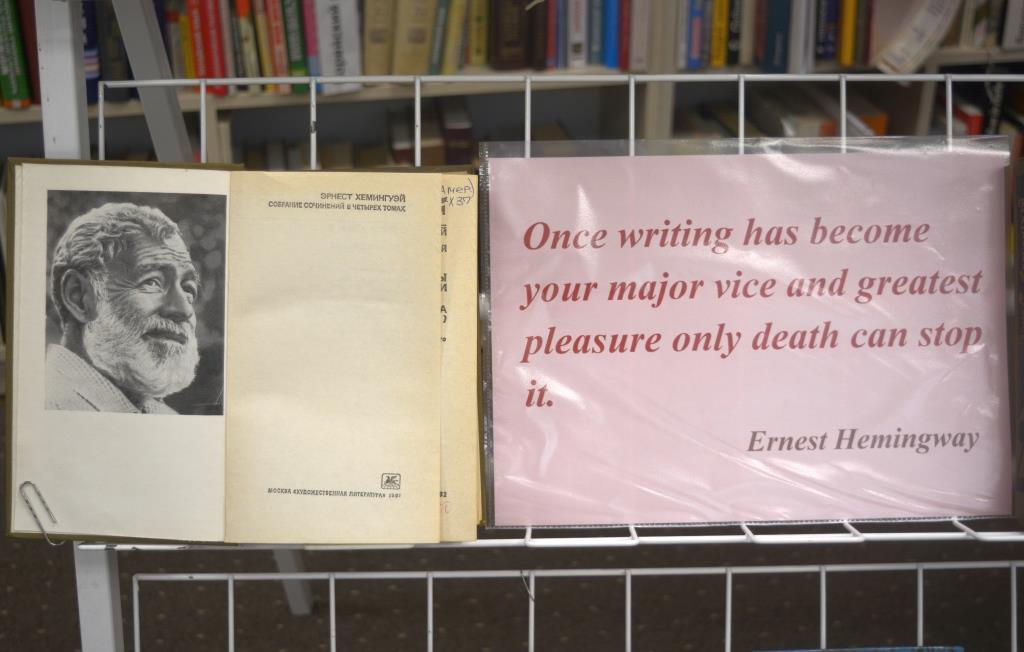 ЭРНЕСТ ХЕМИНГУЭЙ
СОБРАНИЕ СОЧИНЕНИЙ В ЧЕТЫРЕХ ТОМАХ
МОСКВА «ХУДОЖЕСТВЕННАЯ ЛИТЕРАТУРА»
Once writing has become
your major vice and greatest
pleasure only death can stop
it.
Ernest Hemingway